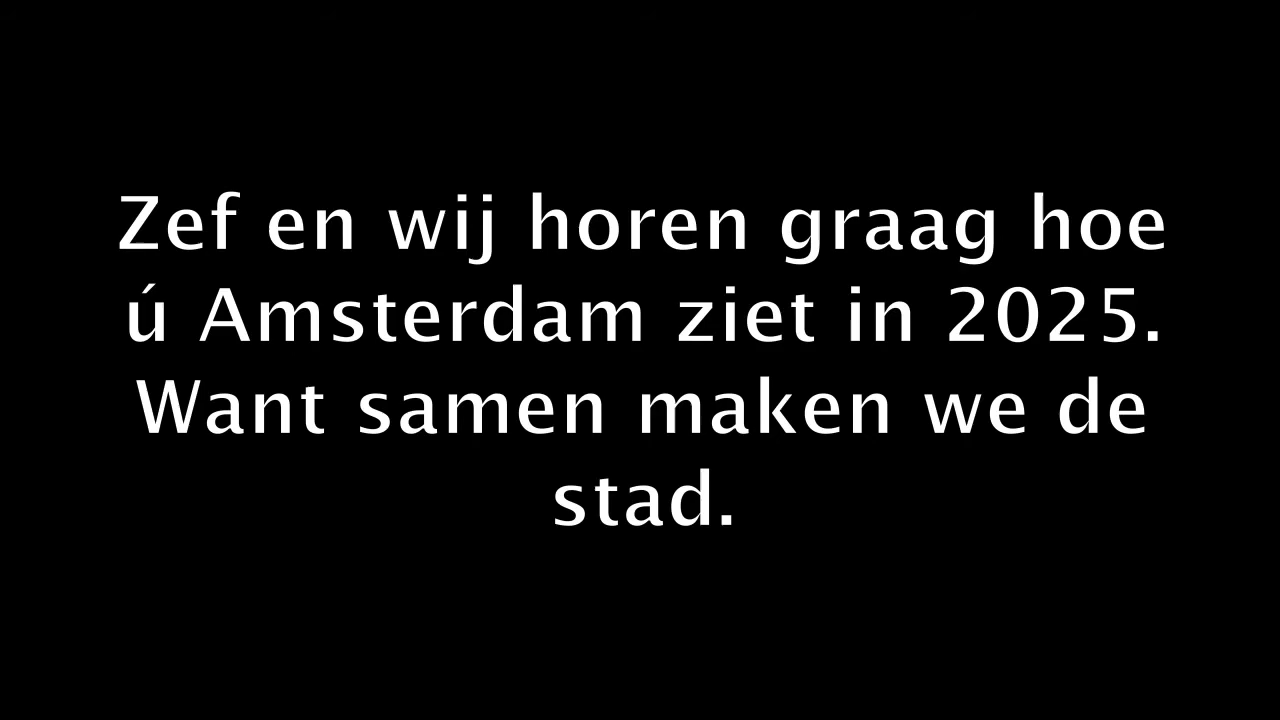 Zef en wij horen graag hoe
ú Amsterdam ziet in 2025.
Want samen maken we de
stad.